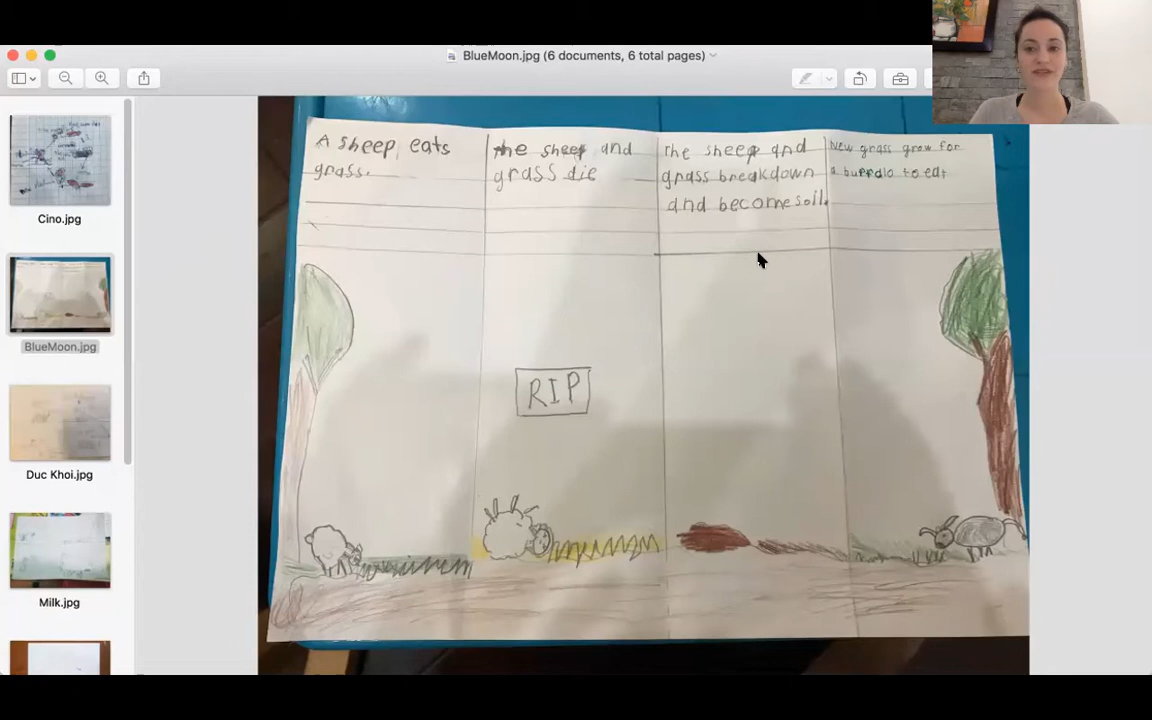 BlueMoon.jpg (6 documents, 6 total pages)
Cino.jpg
BlueMoon.jpg
Duc Khoi.jpg
Milk.jpg
A sheep eats
grass.
the sheep and
grass die
The sheep and
grass breakdown
and become soil.
New grass grow for
a buffalo to eat
RIP